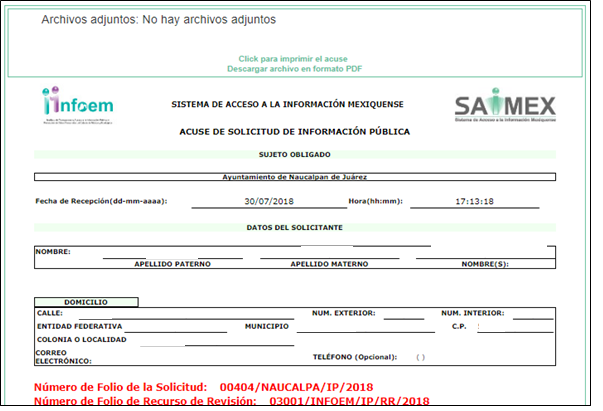 Archivos adjuntos: No hay archivos adjuntos
Click para imprimir el acuse
Descargar archivo en formato PDF
infoem
SISTEMA DE ACCESO A LA INFORMACIÓN MEXIQUENSE
SAIMEX
Sistema de Acceso a la Información Mexiquense
ACUSE DE SOLICITUD DE INFORMACIÓN PÚBLICA
SUJETO OBLIGADO
Ayuntamiento de Naucalpan de Juárez
Fecha de Recepción(dd-mm-aaaa): 30/07/2018 Hora(hh:mm): 17:13:18
DATOS DEL SOLICITANTE
NOMBRE:
APELLIDO PATERNO APELLIDO MATERNO NOMBRE(S):
DOMICILIO
CALLE: NUM. EXTERIOR: NUM. INTERIOR:
ENTIDAD FEDERATIVA MUNICIPIO C.P.
COLONIA O LOCALIDAD
CORREO
ELECTRÓNICO: TELÉFONO (Opcional): ( )
Número de Folio de la Solicitud: 00404/NAUCALPA/IP/2018
Número de Folio de Recurso de Revisión: 03001/INFOEM/IP/RR/2018